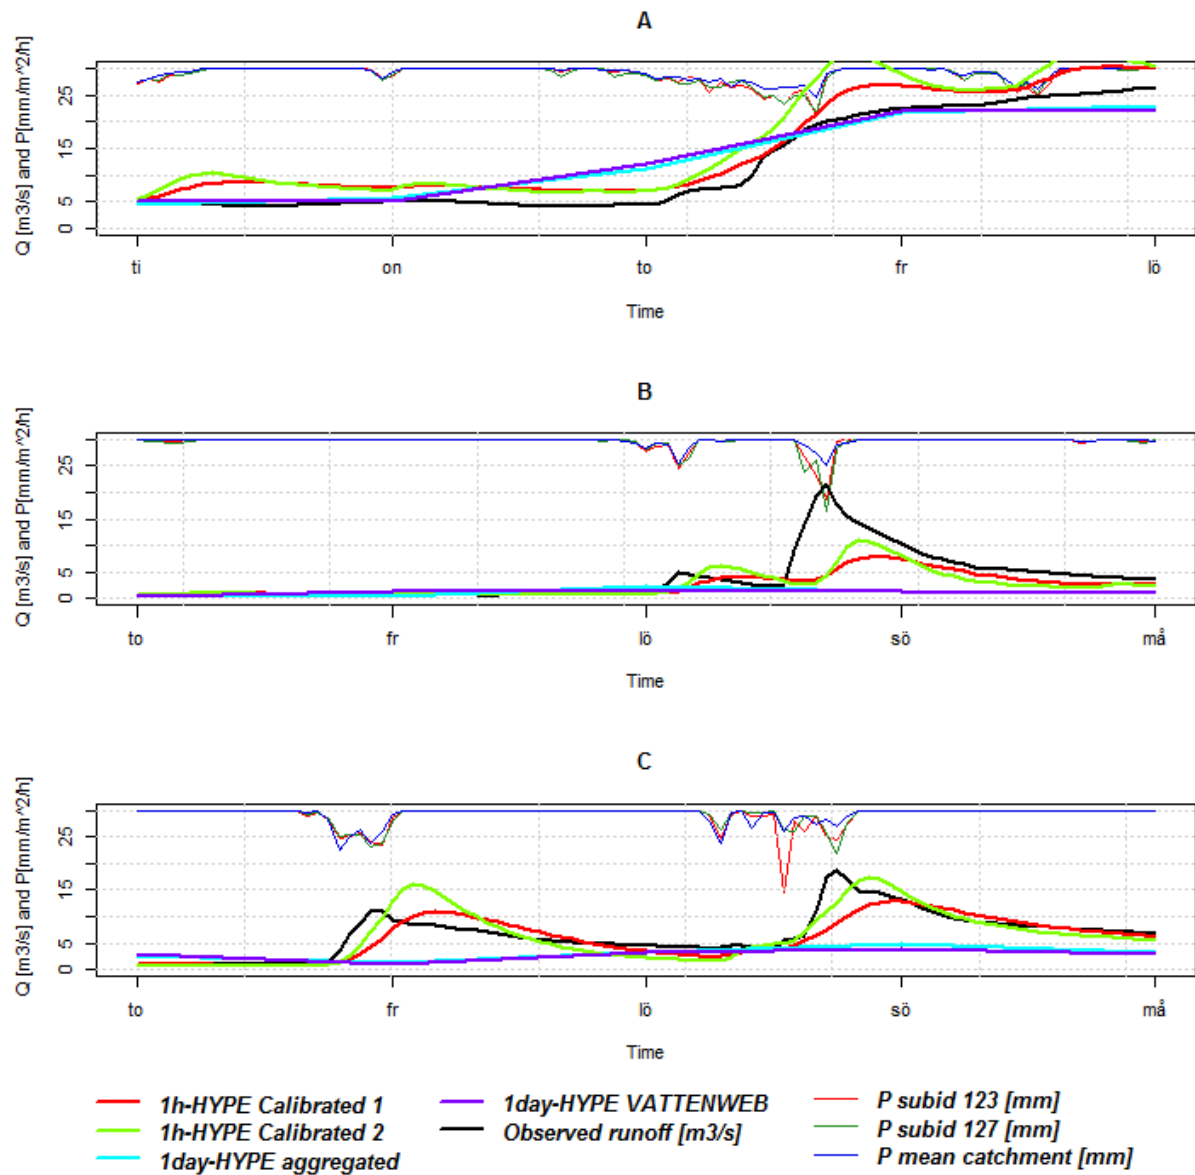 A
Q [m3/s] and P[mm/m^2/h]
25
15
5
0
ti on to fr lö
Time
B
Q [m3/s] and P[mm/m^2/h]
25
15
5
0
to fr lö sö må
Time
C
Q [m3/s] and P[mm/m^2/h]
25
15
5
0
to fr lö sö må
Time
1h-HYPE Calibrated 1 1day-HYPE VATTENWEB P subid 123 [mm]
1h-HYPE Calibrated 2 Observed runoff [m3/s] P subid 127 [mm]
1day-HYPE aggregated P mean catchment [mm]